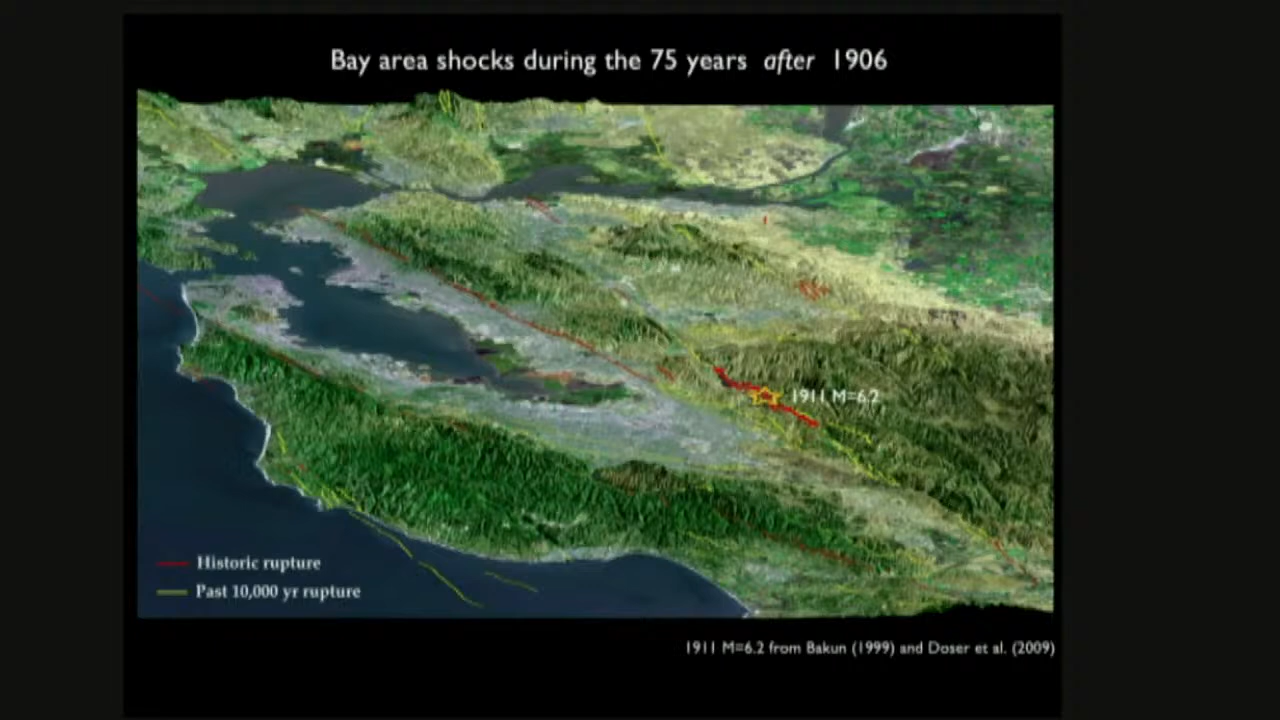 Bay area shocks during the 75 years after 1906
1911 M=6.2
Historic rupture
Past 10,000 yr rupture
1911 M=6.2 from Bakun (1999) and Doser et al. (2009)